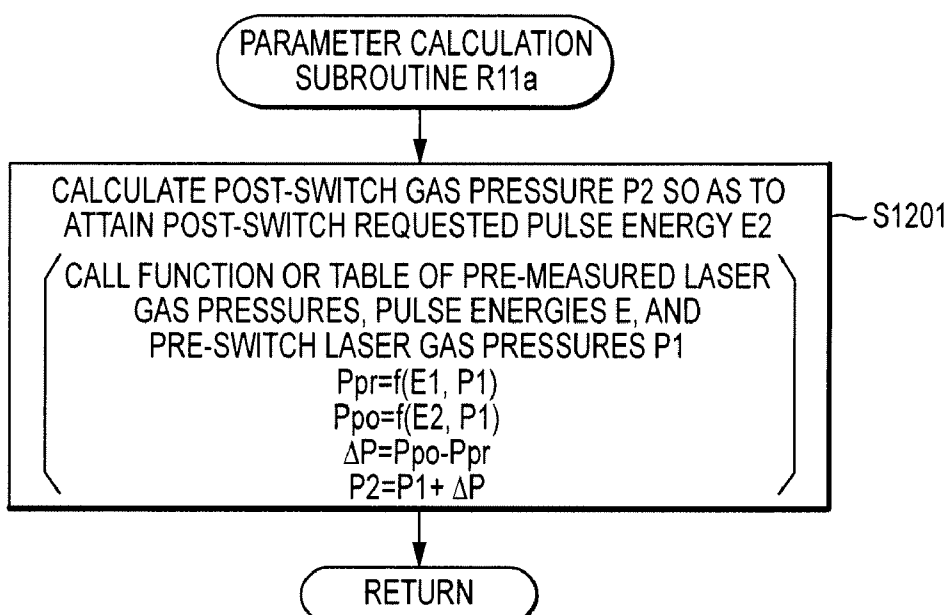 PARAMETER CALCULATION
SUBROUTINE R11a
CALCULATE POST-SWITCH GAS PRESSURE P2 SO AS TO
ATTAIN POST-SWITCH REQUESTED PULSE ENERGY E2
S1201
CALL FUNCTION OR TABLE OF PRE-MEASURED LASER
GAS PRESSURES, PULSE ENERGIES E, AND
PRE-SWITCH LASER GAS PRESSURES P1
Ppr=f(E1, P1)
Ppo=f(E2, P1)
ΔP=Ppo-Ppr
P2=P1+ ΔP
RETURN